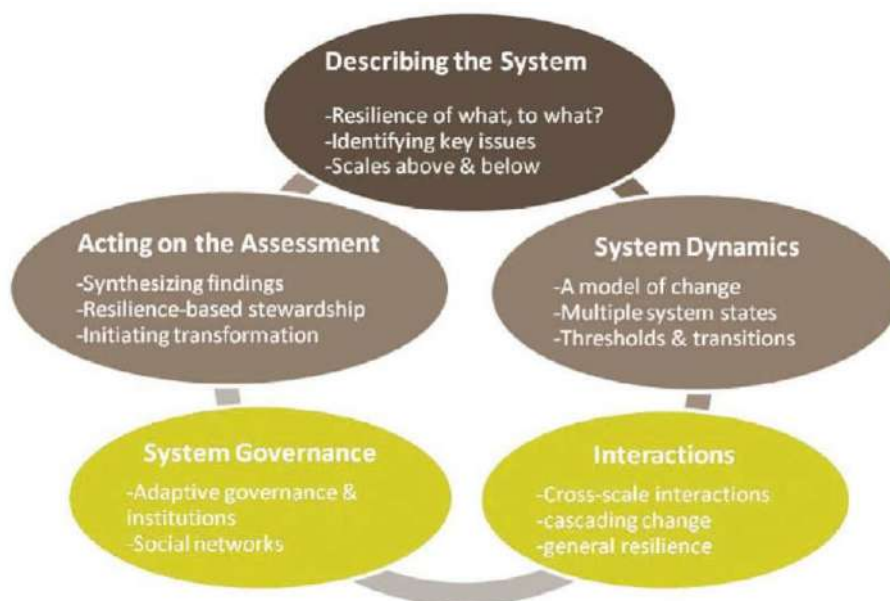 Describing the System
-Resilience of what, to what?
-Identifying key issues
-Scales above & below
Acting on the Assessment
-Synthesizing findings
-Resilience-based stewardship
-Initiating transformation
System Dynamics
-A model of change
-Multiple system states
-Thresholds & transitions
System Governance
-Adaptive governance &
institutions
-Social networks
Interactions
-Cross-scale interactions
-cascading change
-general resilience